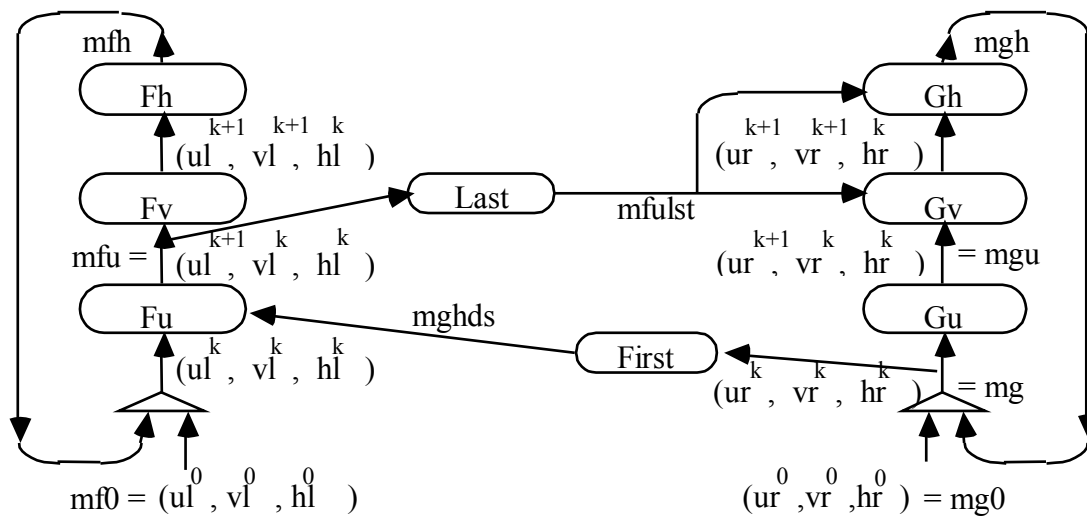 mfh
mgh
Fh
Gh
(ul^{k+1}, vl^{k+1}, hl^{k})
(ur^{k+1}, vr^{k+1}, hr^{k})
Fv
Last
mfulst
Gv
mfu = (ul^{k+1}, vl^{k}, hl^{k})
(ur^{k+1}, vr^{k}, hr^{k}) = mgu
Fu
mghds
Gu
First
(ul^{k}, vl^{k}, hl^{k})
(ur^{k}, vr^{k}, hr^{k}) = mg
mf0 = (ul^{0}, vl^{0}, hl^{0})
(ur^{0},vr^{0},hr^{0}) = mg0